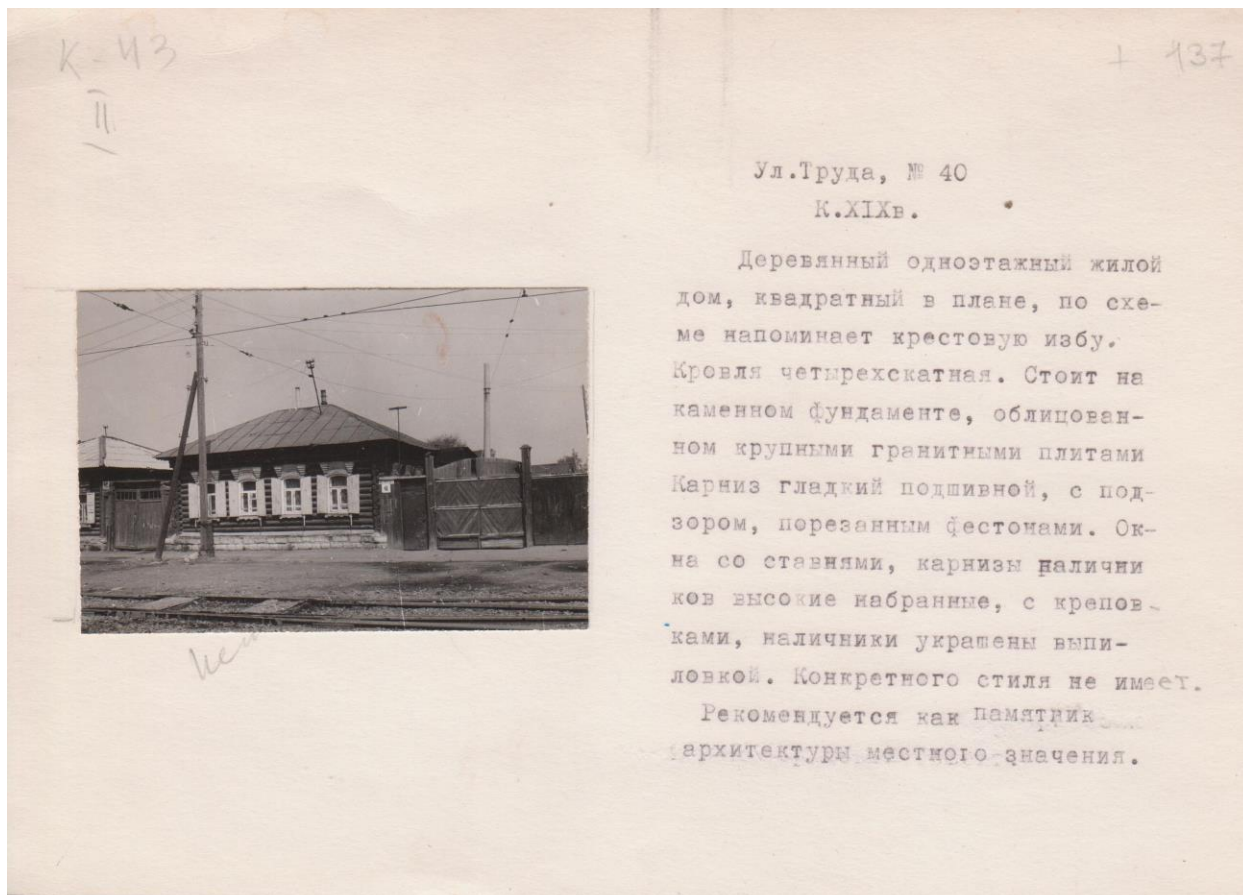 К-43
II
+ 137
Ул.Труда, № 40
К.XIXв.
Деревянный одноэтажный жилой
дом, квадратный в плане, по схе-
ме напоминает крестовую избу.
Кровля четырехскатная. Стоит на
каменном фундаменте, облицован-
ном крупными гранитными плитами
Карниз гладкий подшивной, с под-
зором, порезанным фестонами. Ок-
на со ставнями, карнизы налични
ков высокие набранные, с крепов-
ками, наличники украшены выпи-
ловкой. Конкретного стиля не имеет.
Рекомендуется как памятник
архитектуры местного значения.